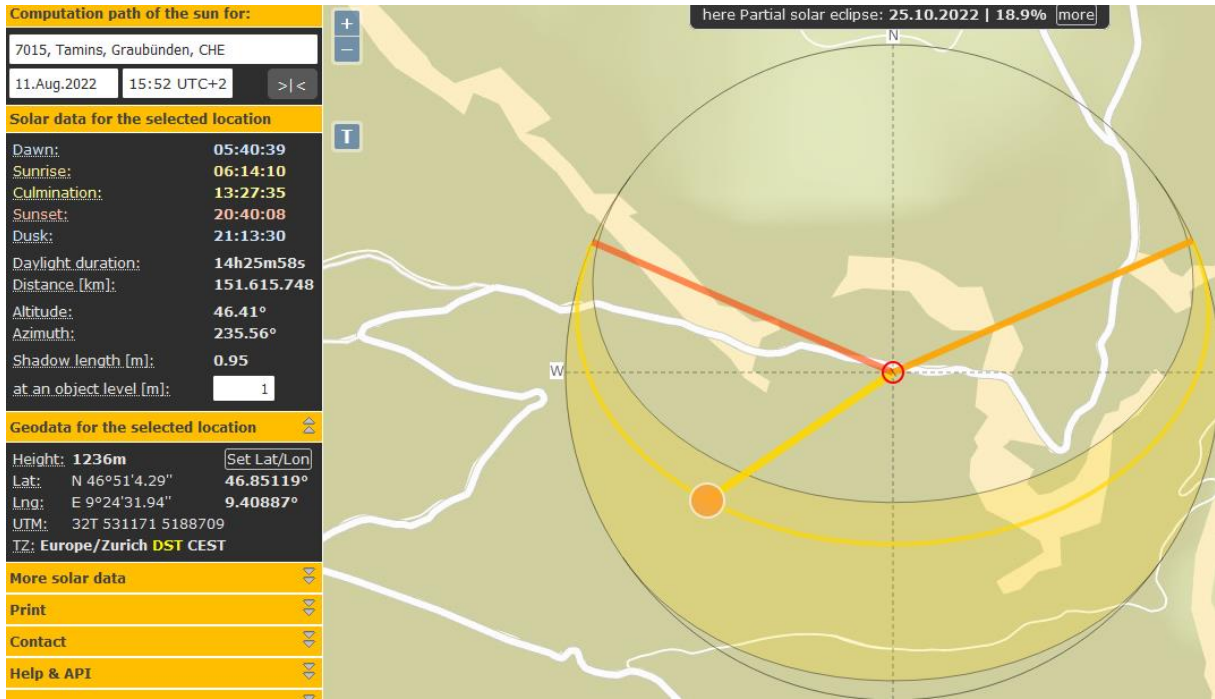 Computation path of the sun for:
7015, Tamins, Graubünden, CHE
11.Aug.2022 15:52 UTC+2 >|<
Solar data for the selected location
Dawn: 05:40:39
Sunrise: 06:14:10
Culmination: 13:27:35
Sunset: 20:40:08
Dusk: 21:13:30
Daylight duration: 14h25m58s
Distance [km]: 151.615.748
Altitude: 46.41°
Azimuth: 235.56°
Shadow length [m]: 0.95
at an object level [m]: 1
Geodata for the selected location
Height: 1236m Set Lat/Lon
Lat: N 46°51'4.29'' 46.85119°
Lng: E 9°24'31.94'' 9.40887°
UTM: 32T 531171 5188709
TZ: Europe/Zurich DST CEST
More solar data
Print
Contact
Help & API
+
−
T
here Partial solar eclipse: 25.10.2022 | 18.9% more
N
W